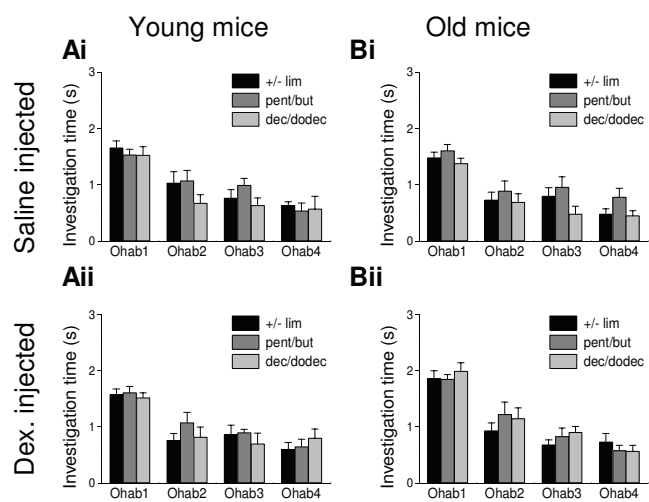 Young mice
Old mice
Saline injected
Dex. injected
Ai
Investigation time (s)
3
2
1
0
+/- lim
pent/but
dec/dodec
Ohab1 Ohab2 Ohab3 Ohab4
Bi
Investigation time (s)
3
2
1
0
+/- lim
pent/but
dec/dodec
Ohab1 Ohab2 Ohab3 Ohab4
Aii
Investigation time (s)
3
2
1
0
+/- lim
pent/but
dec/dodec
Ohab1 Ohab2 Ohab3 Ohab4
Bii
Investigation time (s)
3
2
1
0
+/- lim
pent/but
dec/dodec
Ohab1 Ohab2 Ohab3 Ohab4